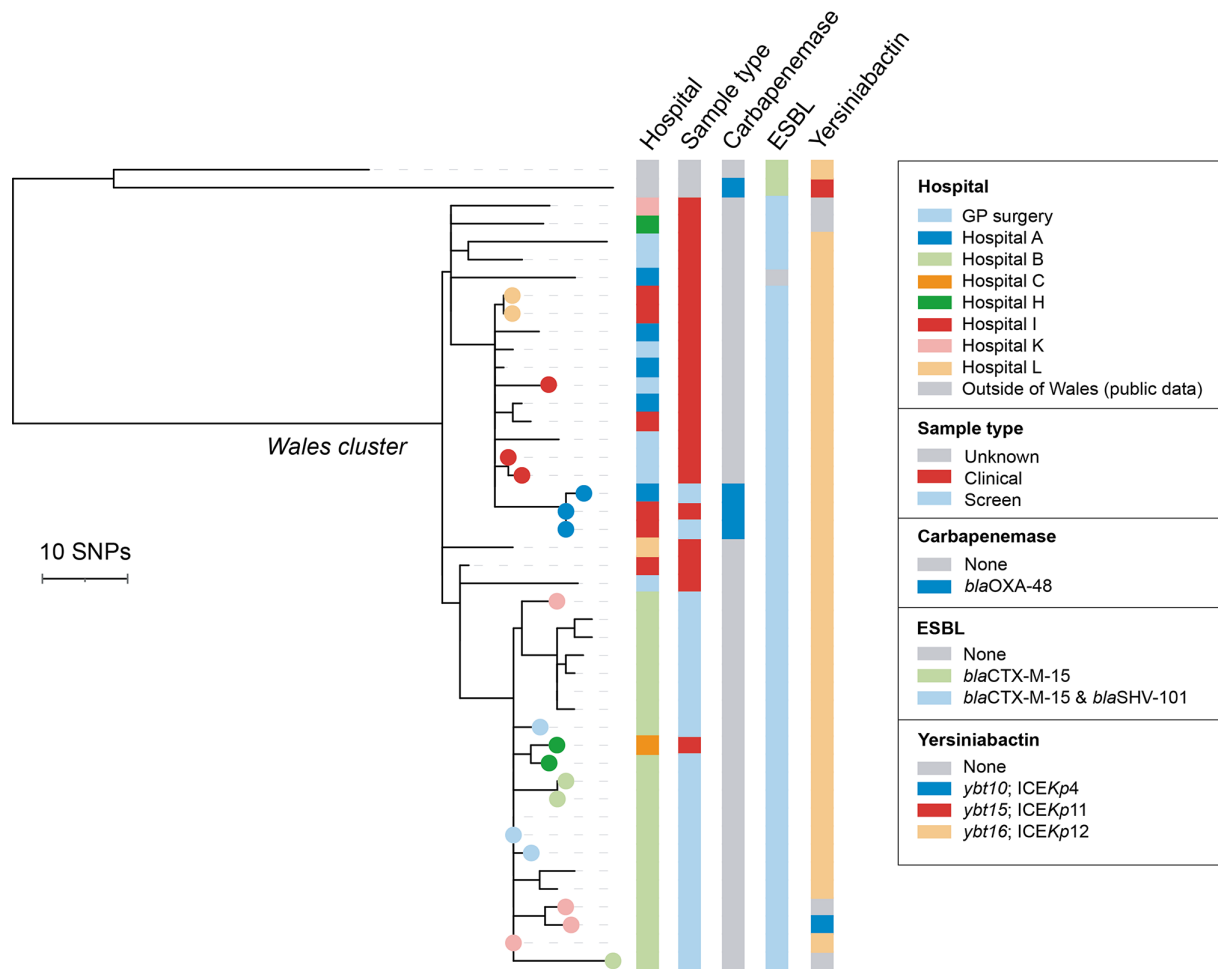 Hospital
Sample type
Carbapenemase
ESBL
Yersiniabactin
Wales cluster
10 SNPs
Hospital
GP surgery
Hospital A
Hospital B
Hospital C
Hospital H
Hospital I
Hospital K
Hospital L
Outside of Wales (public data)
Sample type
Unknown
Clinical
Screen
Carbapenemase
None
blaOXA-48
ESBL
None
blaCTX-M-15
blaCTX-M-15 & blaSHV-101
Yersiniabactin
None
ybt10; ICEKp4
ybt15; ICEKp11
ybt16; ICEKp12